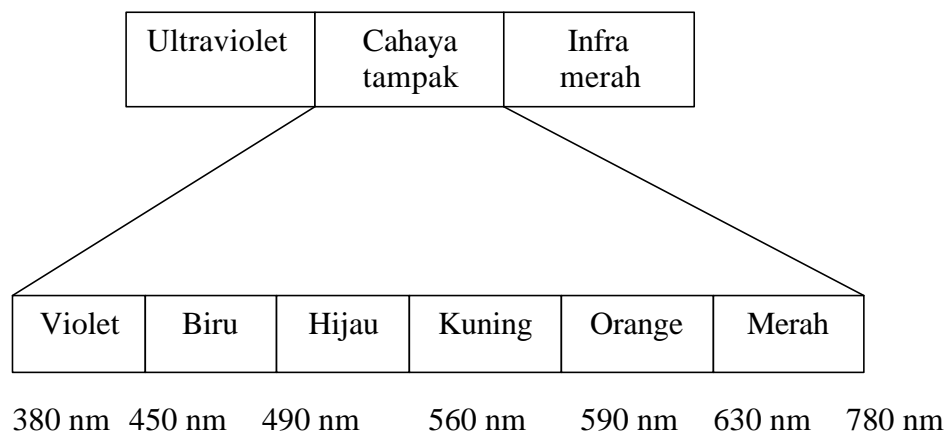 Ultraviolet Cahaya Infra
tampak merah
Violet Biru Hijau Kuning Orange Merah
380 nm 450 nm 490 nm 560 nm 590 nm 630 nm 780 nm